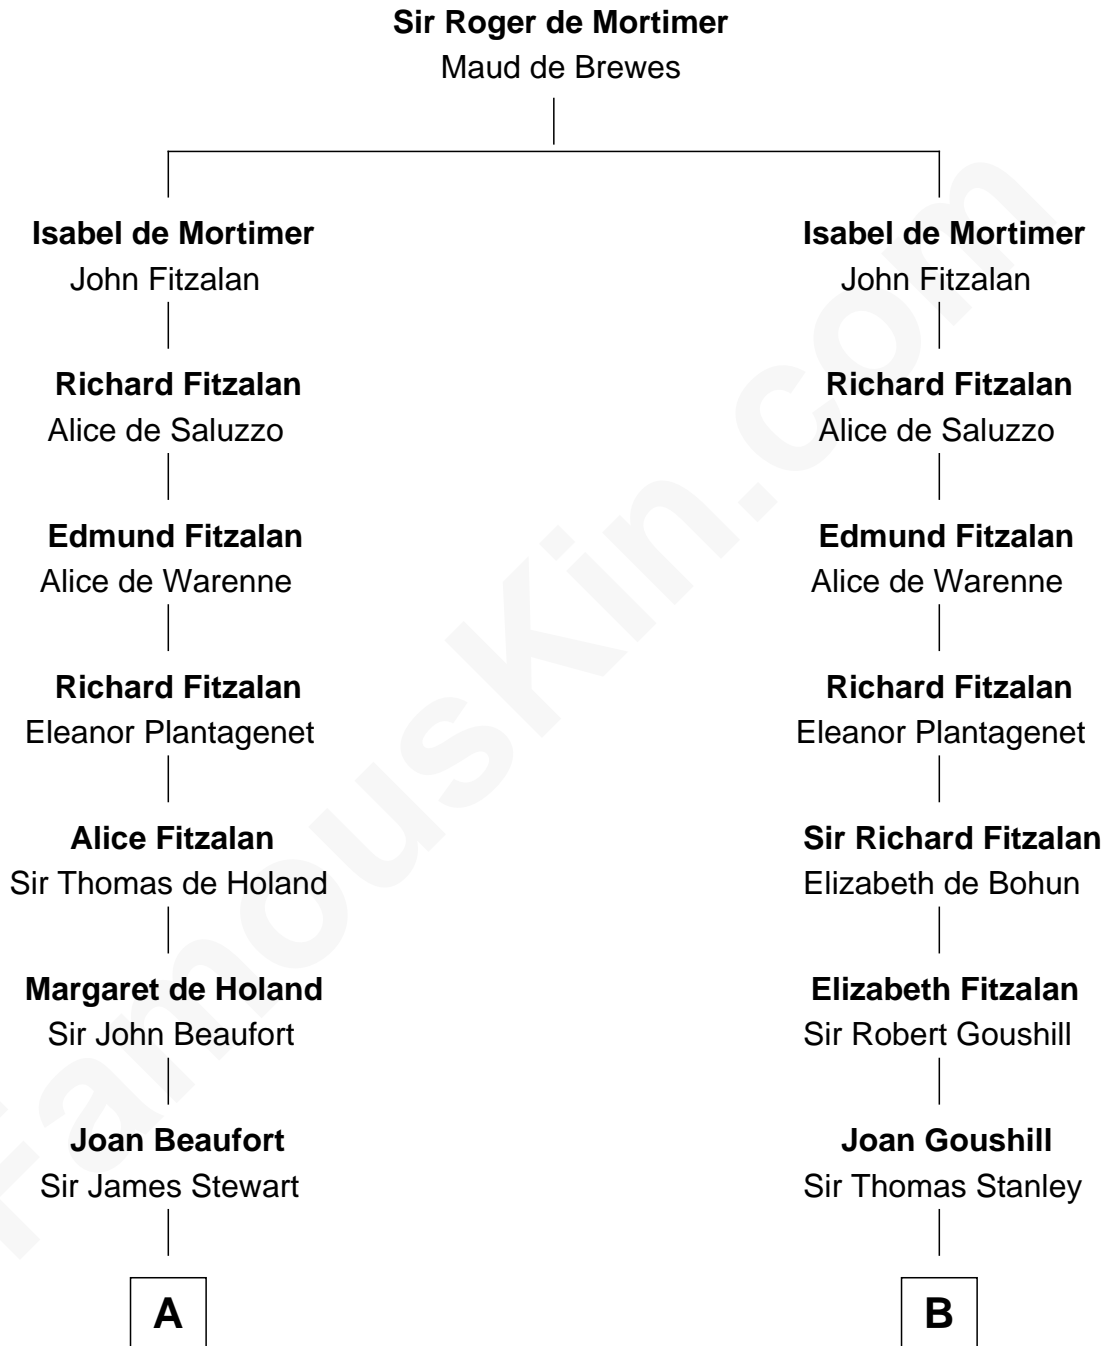 Sir Roger de Mortimer
Maud de Brewes
Isabel de Mortimer
John Fitzalan
Richard Fitzalan
Alice de Saluzzo
Edmund Fitzalan
Alice de Warenne
Richard Fitzalan
Eleanor Plantagenet
Alice Fitzalan
Sir Thomas de Holand
Margaret de Holand
Sir John Beaufort
Joan Beaufort
Sir James Stewart
A
Isabel de Mortimer
John Fitzalan
Richard Fitzalan
Alice de Saluzzo
Edmund Fitzalan
Alice de Warenne
Richard Fitzalan
Eleanor Plantagenet
Sir Richard Fitzalan
Elizabeth de Bohun
Elizabeth Fitzalan
Sir Robert Goushill
Joan Goushill
Sir Thomas Stanley
B
FamousKin.com